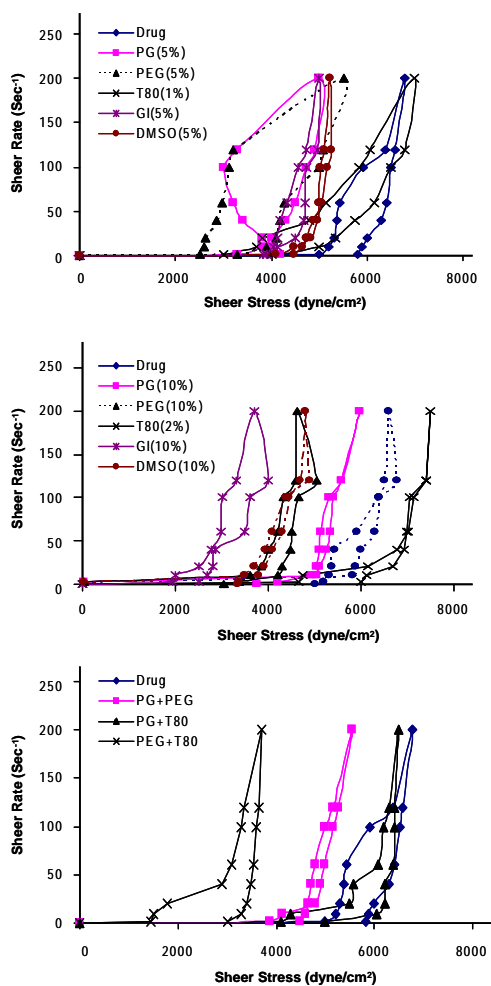 Drug
PG(5%)
PEG(5%)
T80(1%)
GI(5%)
DMSO(5%)
Sheer Rate (Sec-1)
250
200
150
100
50
0
0 2000 4000 6000 8000
Sheer Stress (dyne/cm2)
Drug
PG(10%)
PEG(10%)
T80(2%)
GI(10%)
DMSO(10%)
Sheer Rate (Sec-1)
250
200
150
100
50
0
0 2000 4000 6000 8000
Sheer Stress (dyne/cm2)
Drug
PG+PEG
PG+T80
PEG+T80
Sheer Rate (Sec-1)
250
200
150
100
50
0
0 2000 4000 6000 8000
Sheer Stress (dyne/cm2)